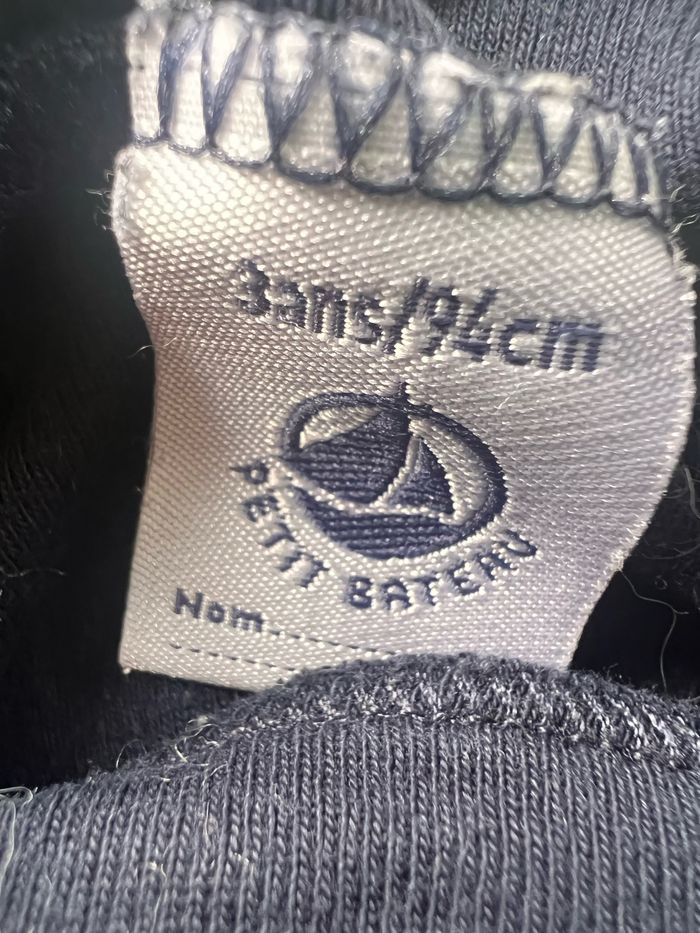 3ans/94cm
PETIT BATEAU
Nom..............